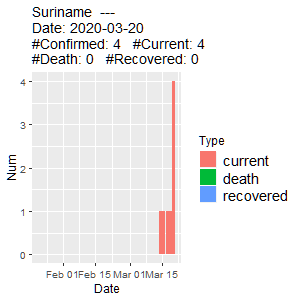 Suriname  ---
Date: 2020-03-20
#Confirmed: 4   #Current: 4
#Death: 0   #Recovered: 0
4
3
2
1
0
Num
Feb 01 Feb 15 Mar 01 Mar 15
Date
Type
current
death
recovered